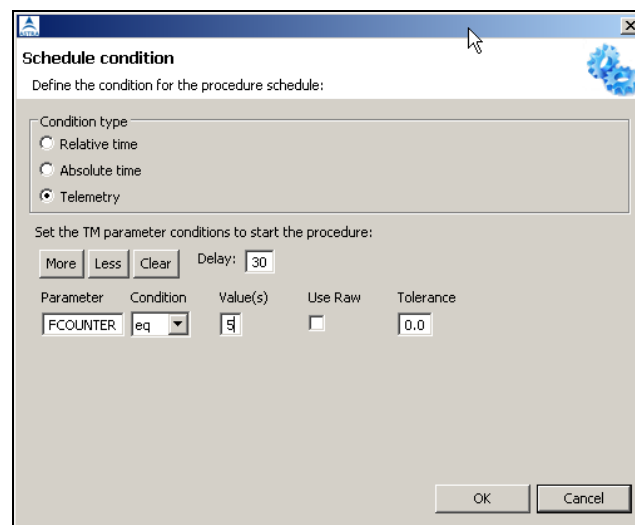 ASTRA
Schedule condition
Define the condition for the procedure schedule:
Condition type
Relative time
Absolute time
Telemetry
Set the TM parameter conditions to start the procedure:
More Less Clear Delay: 30
Parameter Condition Value(s) Use Raw Tolerance
FCOUNTER eq 5 0.0
OK Cancel